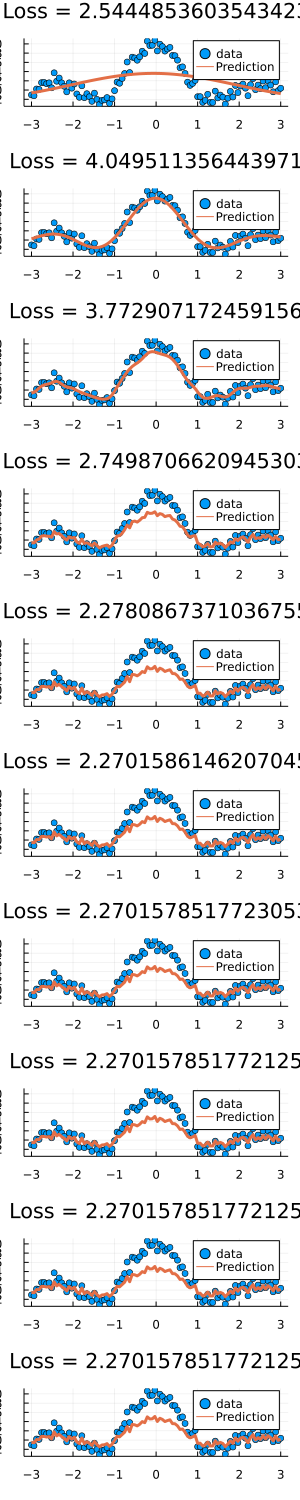 Loss = 2.544485360354342
data
Prediction
−3 −2 −1 0 1 2 3
Loss = 4.049511356443971
data
Prediction
−3 −2 −1 0 1 2 3
Loss = 3.772907172459156
data
Prediction
−3 −2 −1 0 1 2 3
Loss = 2.749870662094530
data
Prediction
−3 −2 −1 0 1 2 3
Loss = 2.278086737103675
data
Prediction
−3 −2 −1 0 1 2 3
Loss = 2.270158614620704
data
Prediction
−3 −2 −1 0 1 2 3
Loss = 2.270157851772305
data
Prediction
−3 −2 −1 0 1 2 3
Loss = 2.270157851772125
data
Prediction
−3 −2 −1 0 1 2 3
Loss = 2.270157851772125
data
Prediction
−3 −2 −1 0 1 2 3
Loss = 2.270157851772125
data
Prediction
−3 −2 −1 0 1 2 3